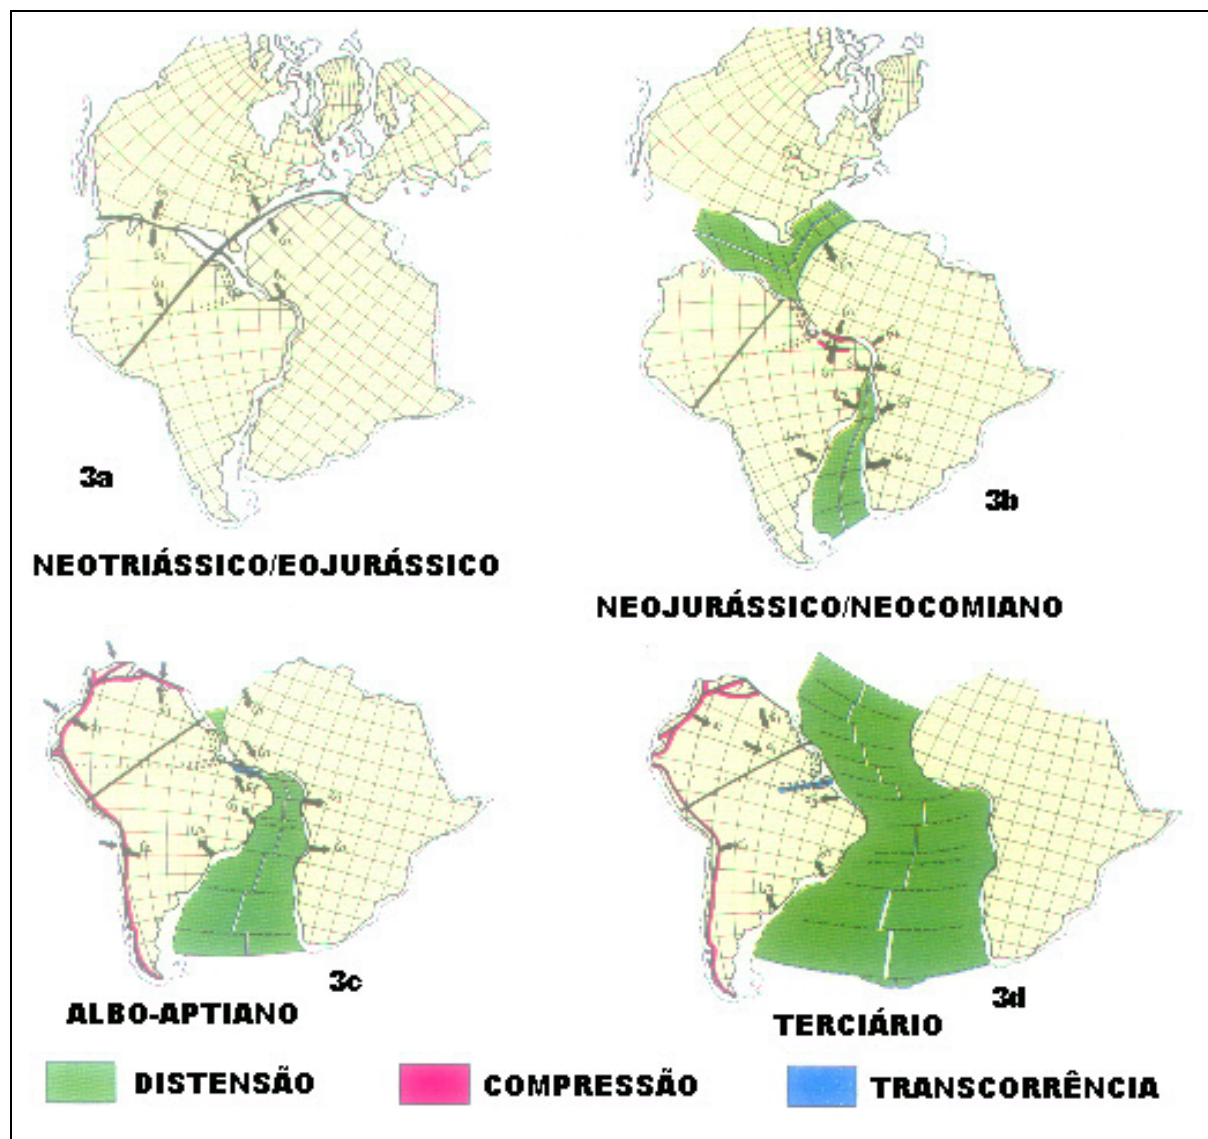 3a
3b
NEOTRIÁSSICO/EOJURÁSSICO
NEOJURÁSSICO/NEOCOMIANO
3c
3d
ALBO-APTIANO
TERCIÁRIO
DISTENSÃO
COMPRESSÃO
TRANSCORRÊNCIA